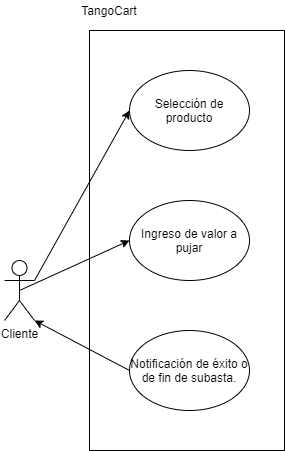 TangoCart
Selección de
producto
Ingreso de valor a
pujar
Cliente
Notificación de éxito o
de fin de subasta.